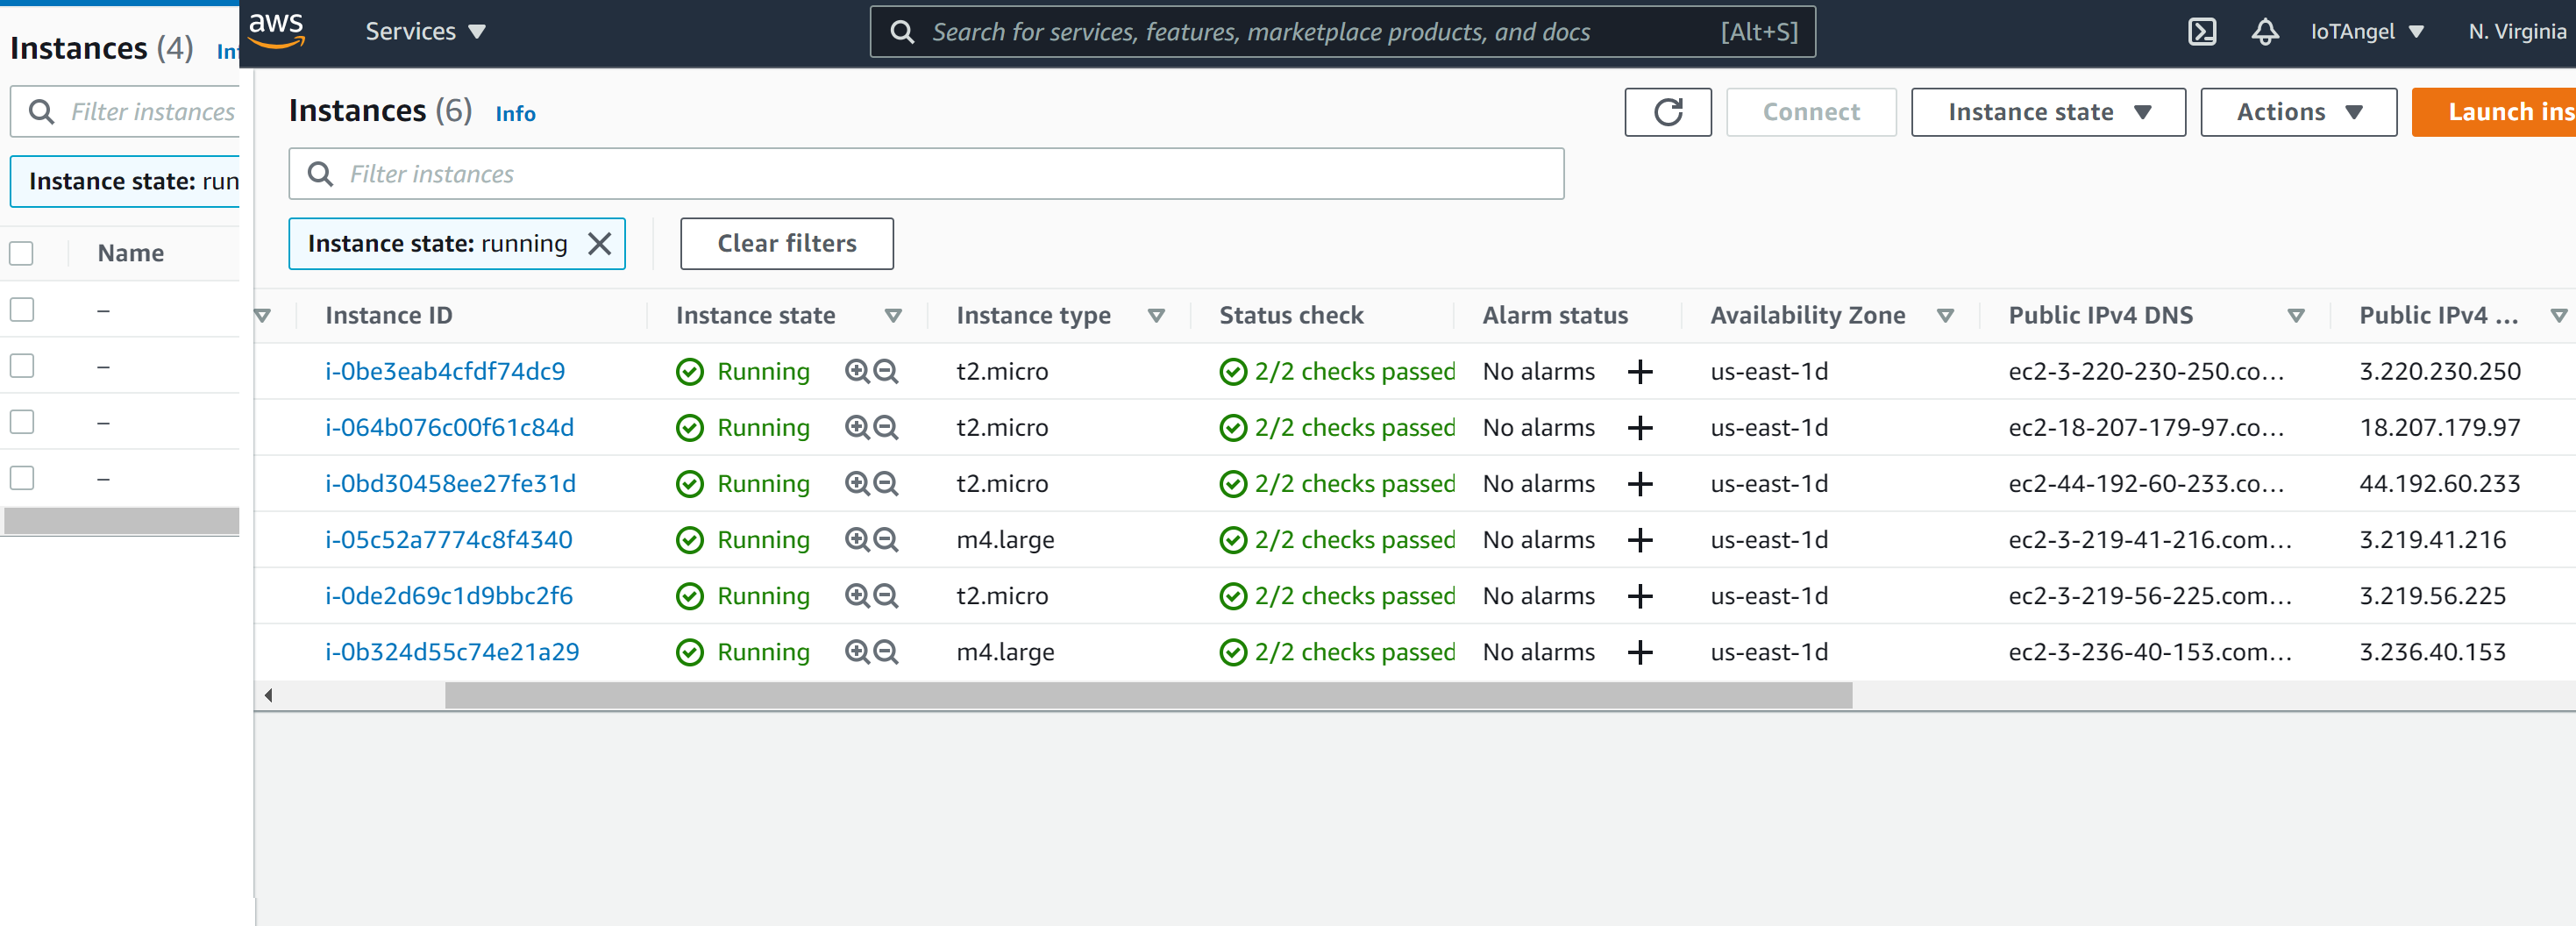 Instances (4) Inf
Filter instances
Instance state: run
Name
–
–
–
–
aws Services Search for services, features, marketplace products, and docs [Alt+S] IoTAngel N. Virginia
Instances (6) Info Connect Instance state Actions Launch ins
Filter instances
Instance state: running Clear filters
Instance ID Instance state Instance type Status check Alarm status Availability Zone Public IPv4 DNS Public IPv4 ...
i-0be3eab4cfdf74dc9 Running t2.micro 2/2 checks passed No alarms + us-east-1d ec2-3-220-230-250.co... 3.220.230.250
i-064b076c00f61c84d Running t2.micro 2/2 checks passed No alarms + us-east-1d ec2-18-207-179-97.co... 18.207.179.97
i-0bd30458ee27fe31d Running t2.micro 2/2 checks passed No alarms + us-east-1d ec2-44-192-60-233.co... 44.192.60.233
i-05c52a7774c8f4340 Running m4.large 2/2 checks passed No alarms + us-east-1d ec2-3-219-41-216.com... 3.219.41.216
i-0de2d69c1d9bbc2f6 Running t2.micro 2/2 checks passed No alarms + us-east-1d ec2-3-219-56-225.com... 3.219.56.225
i-0b324d55c74e21a29 Running m4.large 2/2 checks passed No alarms + us-east-1d ec2-3-236-40-153.com... 3.236.40.153